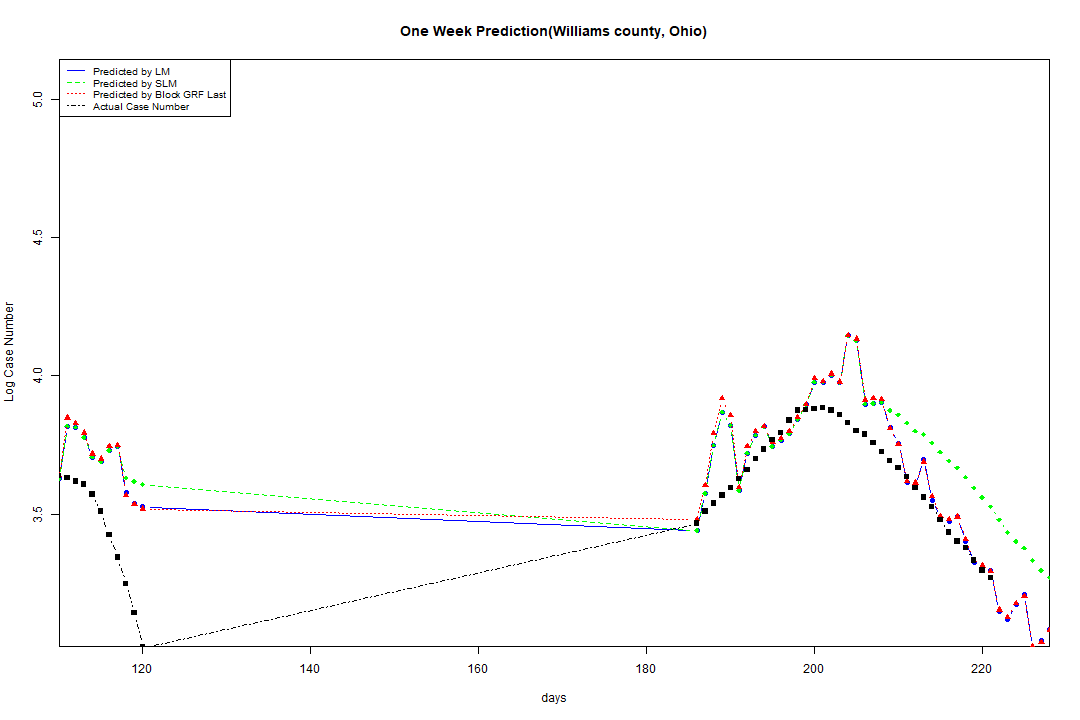 One Week Prediction(Williams county, Ohio)
Predicted by LM
Predicted by SLM
Predicted by Block GRF Last
Actual Case Number
5.0
4.5
4.0
3.5
Log Case Number
120 140 160 180 200 220
days